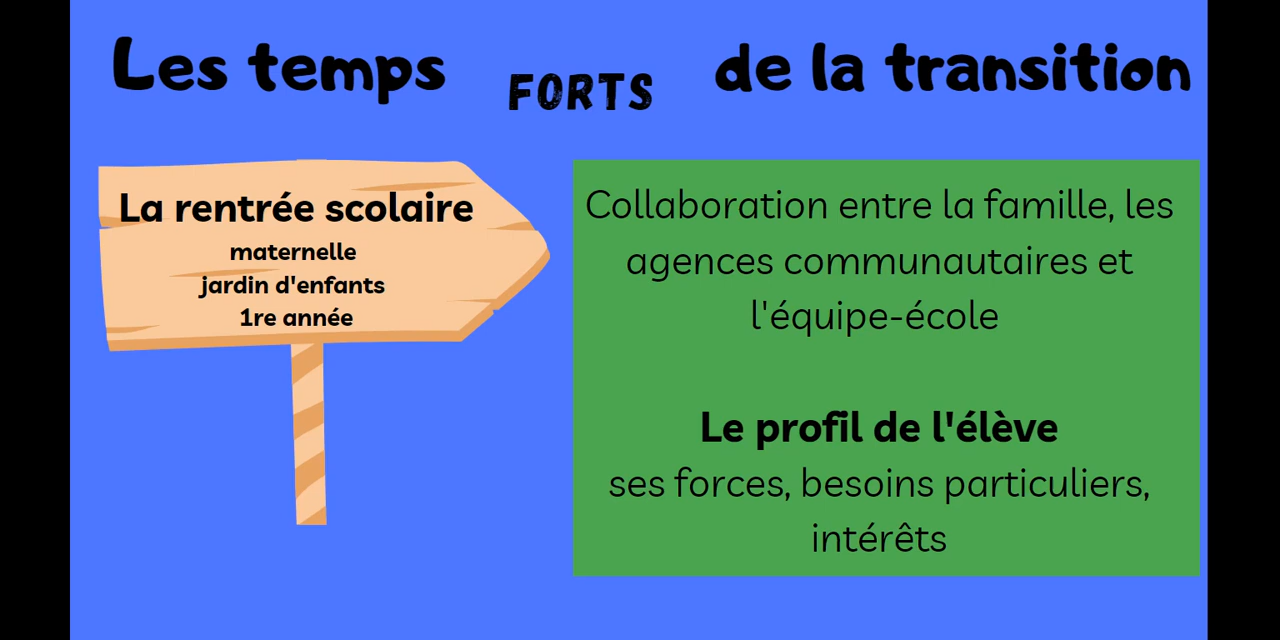 Les temps FORTS de la transition
La rentrée scolaire
maternelle
jardin d'enfants
1re année
Collaboration entre la famille, les
agences communautaires et
l'équipe-école
Le profil de l'élève
ses forces, besoins particuliers,
intérêts